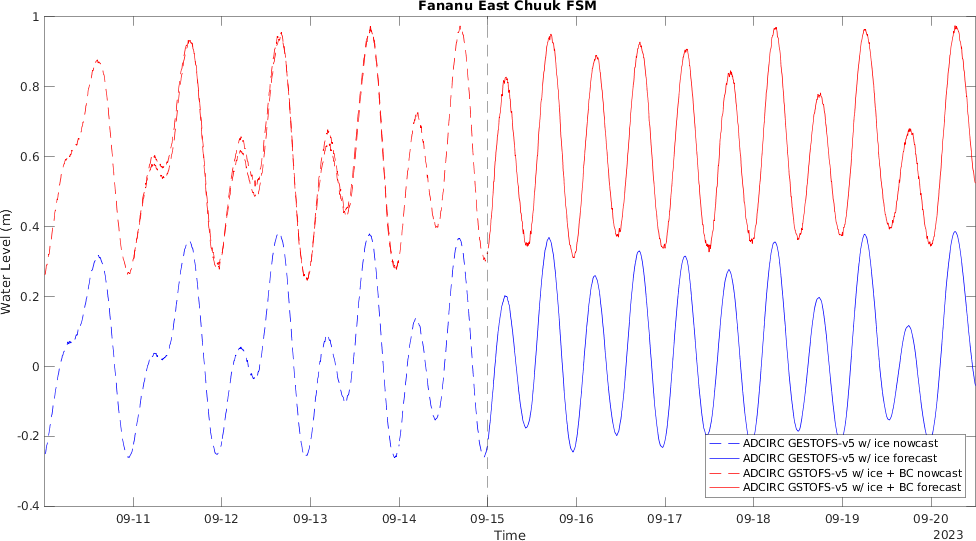 Fananu East Chuuk FSM
1
0.8
0.6
0.4
0.2
0
-0.2
-0.4
Water Level (m)
ADCIRC GESTOFS-v5 w/ ice nowcast
ADCIRC GESTOFS-v5 w/ ice forecast
ADCIRC GSTOFS-v5 w/ ice + BC nowcast
ADCIRC GSTOFS-v5 w/ ice + BC forecast
09-11 09-12 09-13 09-14 09-15 09-16 09-17 09-18 09-19 09-20
Time
2023